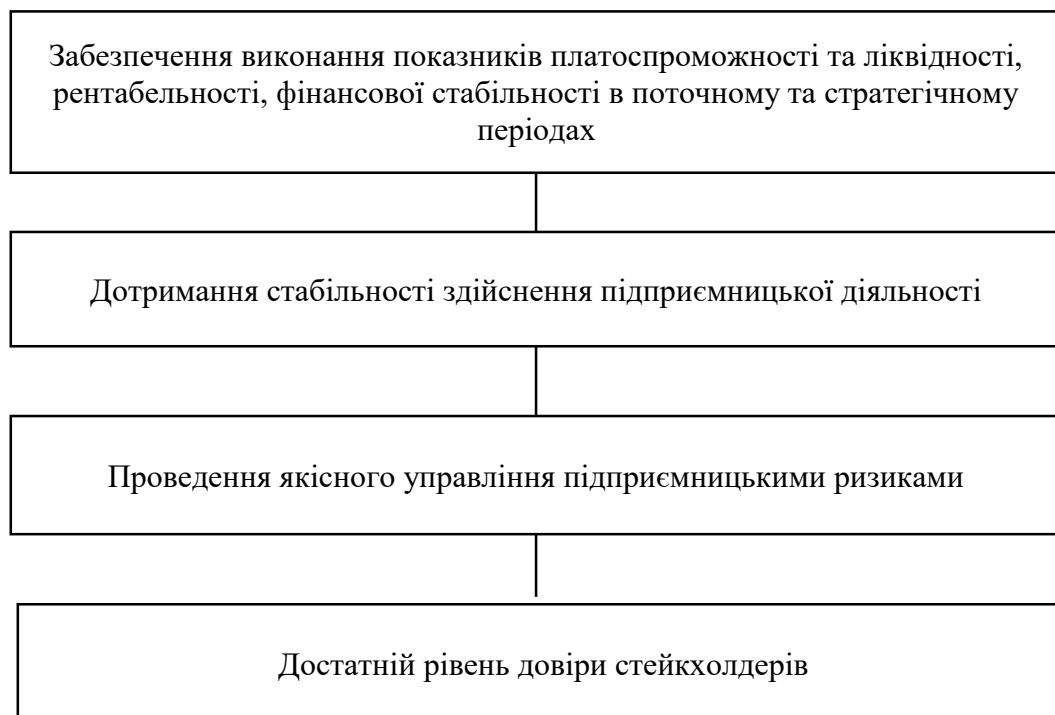 Забезпечення виконання показників платоспроможності та ліквідності,
рентабельності, фінансової стабільності в поточному та стратегічному
періодах
Дотримання стабільності здійснення підприємницької діяльності
Проведення якісного управління підприємницькими ризиками
Достатній рівень довіри стейкхолдерів